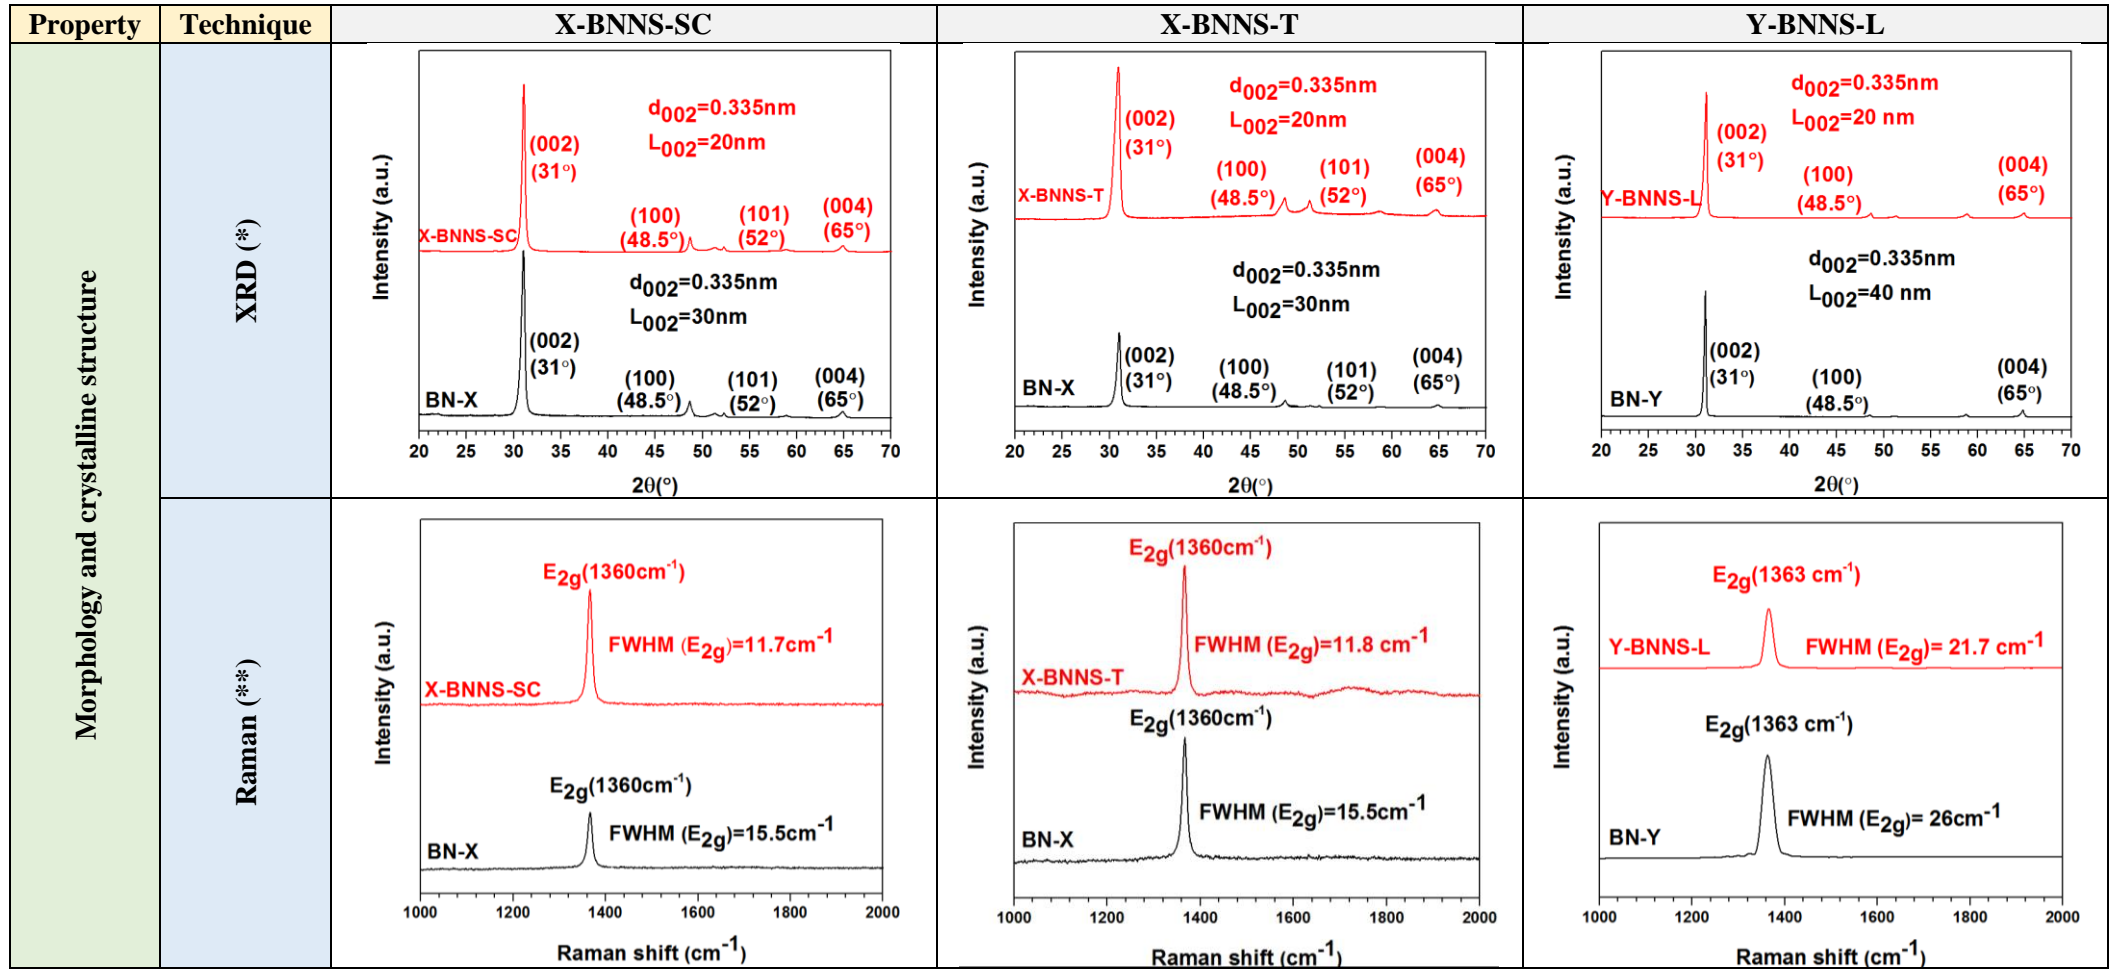 Property
Technique
X-BNNS-SC
X-BNNS-T
Y-BNNS-L
Morphology and crystalline structure
XRD (*)
Intensity (a.u.)
d002=0.335nm
L002=20nm
(002)
(31°)
(100)
(48.5°)
(101)
(52°)
(004)
(65°)
X-BNNS-SC
d002=0.335nm
L002=30nm
(002)
(31°)
(100)
(48.5°)
(101)
(52°)
(004)
(65°)
BN-X
20 25 30 35 40 45 50 55 60 65 70
2θ(°)
Intensity (a.u.)
d002=0.335nm
L002=20nm
(002)
(31°)
(100)
(48.5°)
(101)
(52°)
(004)
(65°)
X-BNNS-T
d002=0.335nm
L002=30nm
(002)
(31°)
(100)
(48.5°)
(101)
(52°)
(004)
(65°)
BN-X
20 25 30 35 40 45 50 55 60 65 70
2θ(°)
Intensity (a.u.)
d002=0.335nm
L002=20 nm
(002)
(31°)
(100)
(48.5°)
(004)
(65°)
Y-BNNS-L
d002=0.335nm
L002=40 nm
(002)
(31°)
(100)
(48.5°)
(004)
(65°)
BN-Y
20 25 30 35 40 45 50 55 60 65 70
2θ(°)
Raman (**)
Intensity (a.u.)
E2g(1360cm-1)
FWHM (E2g)=11.7cm-1
X-BNNS-SC
E2g(1360cm-1)
FWHM (E2g)=15.5cm-1
BN-X
1000 1200 1400 1600 1800 2000
Raman shift (cm-1)
Intensity (a.u.)
E2g(1360cm-1)
FWHM (E2g)=11.8 cm-1
X-BNNS-T
E2g(1360cm-1)
FWHM (E2g)=15.5cm-1
BN-X
1000 1200 1400 1600 1800 2000
Raman shift (cm-1)
Intensity (a.u.)
E2g(1363 cm-1)
Y-BNNS-L
FWHM (E2g)= 21.7 cm-1
E2g(1363 cm-1)
FWHM (E2g)= 26cm-1
BN-Y
1000 1200 1400 1600 1800 2000
Raman shift (cm-1)